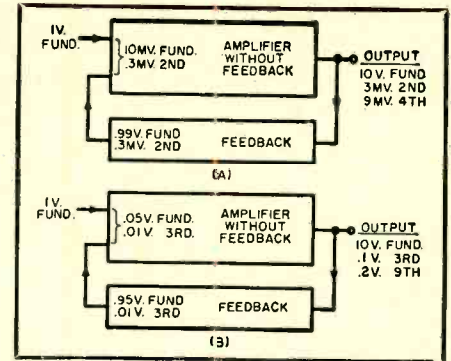 1V.
FUND.
10MV. FUND.
.3MV. 2ND
AMPLIFIER
WITHOUT
FEEDBACK
OUTPUT
10V. FUND
3MV. 2ND
9MV. 4TH
.99V. FUND
.3MV. 2ND
FEEDBACK
(A)
1V.
FUND.
.05V. FUND.
.01V. 3RD.
AMPLIFIER
WITHOUT
FEEDBACK
OUTPUT
10V. FUND.
.1V. 3RD
.2V. 9TH
.95V. FUND
.01V. 3RD
FEEDBACK
(B)